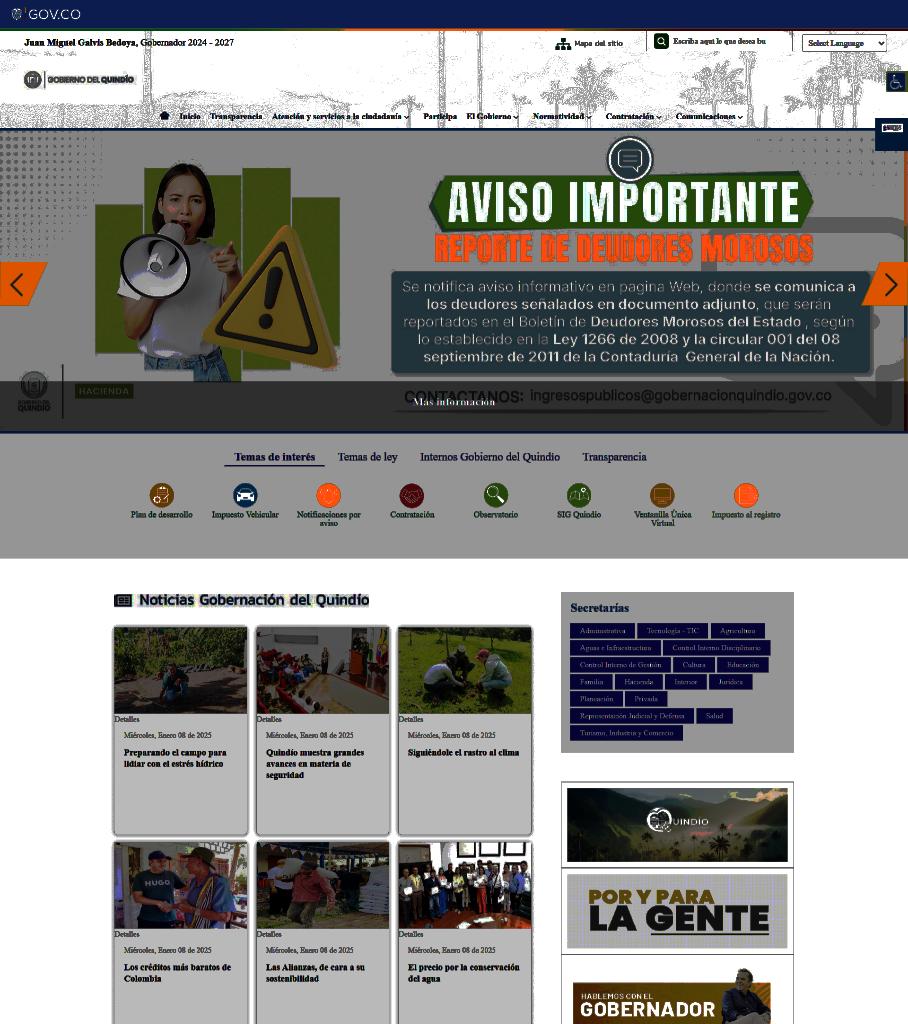 GOV.CO
Juan Miguel Galvis Bedoya, Gobernador 2024 - 2027
Mapa del sitio
Escriba aquí lo que desea bu
Select Language
GOBIERNO DEL QUINDÍO
Inicio Transparencia Atención y servicios a la ciudadanía Participa El Gobierno Normatividad Contratación Comunicaciones
AVISO IMPORTANTE
REPORTE DE DEUDORES MOROSOS
Se notifica aviso informativo en pagina Web, donde se comunica a
los deudores señalados en documento adjunto, que serán
reportados en el Boletín de Deudores Morosos del Estado , según
lo establecido en la Ley 1266 de 2008 y la circular 001 del 08
septiembre de 2011 de la Contaduría General de la Nación.
GOBIERNO DEL
QUINDÍO
HACIENDA
CONTACTANOS: ingresospublicos@gobernacionquindio.gov.co
Más información
Temas de interés Temas de ley Internos Gobierno del Quindío Transparencia
Plan de desarrollo
Impuesto Vehicular
Notificaciones por
aviso
Contratación
Observatorio
SIG Quindio
Ventanilla Única
Virtual
Impuesto al registro
Noticias Gobernación del Quindío
Detalles
Miércoles, Enero 08 de 2025
Preparando el campo para
lidiar con el estrés hídrico
Detalles
Miércoles, Enero 08 de 2025
Quindío muestra grandes
avances en materia de
seguridad
Detalles
Miércoles, Enero 08 de 2025
Siguiéndole el rastro al clima
HUGO
Detalles
Miércoles, Enero 08 de 2025
Los créditos más baratos de
Colombia
Detalles
Miércoles, Enero 08 de 2025
Las Alianzas, de cara a su
sostenibilidad
Detalles
Miércoles, Enero 08 de 2025
El precio por la conservación
del agua
Secretarías
Administrativa Tecnología - TIC Agricultura
Aguas e Infraestructura Control Interno Disciplinario
Control Interno de Gestión Cultura Educación
Familia Hacienda Interior Jurídica
Planeación Privada
Representación Judicial y Defensa Salud
Turismo, Industria y Comercio
QUINDIO
POR Y PARA
LA GENTE
HABLEMOS CON EL
GOBERNADOR